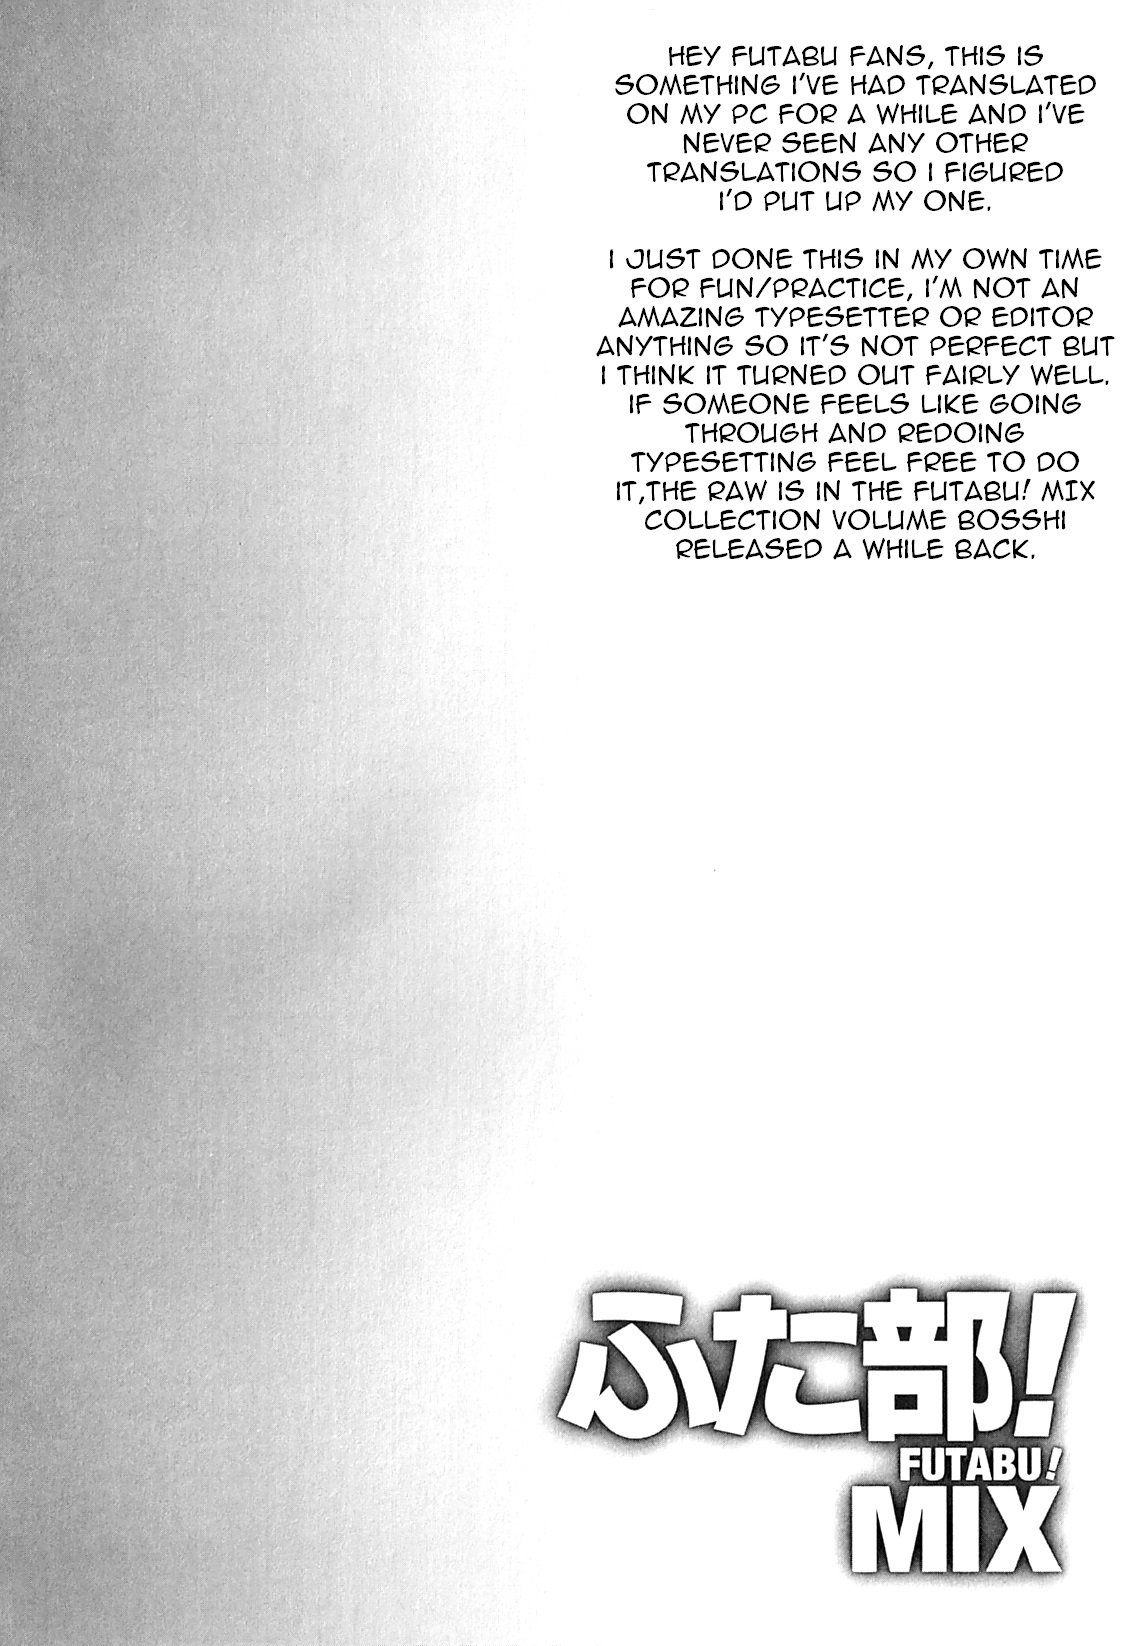 HEY FUTABU FANS, THIS IS
SOMETHING I'VE HAD TRANSLATED
ON MY PC FOR A WHILE AND I'VE
NEVER SEEN ANY OTHER
TRANSLATIONS SO I FIGURED
I'D PUT UP MY ONE.
I JUST DONE THIS IN MY OWN TIME
FOR FUN/PRACTICE, I'M NOT AN
AMAZING TYPESETTER OR EDITOR
ANYTHING SO IT'S NOT PERFECT BUT
I THINK IT TURNED OUT FAIRLY WELL.
IF SOMEONE FEELS LIKE GOING
THROUGH AND REDOING
TYPESETTING FEEL FREE TO DO
IT,THE RAW IS IN THE FUTABU! MIX
COLLECTION VOLUME BOSSHI
RELEASED A WHILE BACK.
ふた部!
FUTABU!
MIX